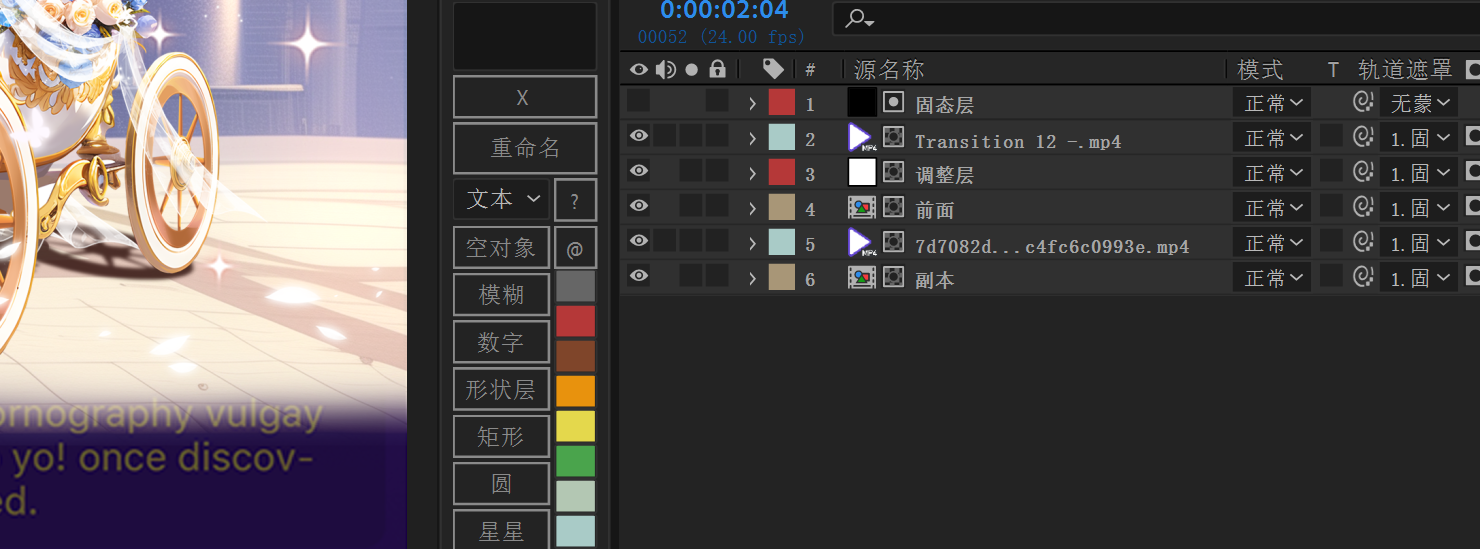 0:00:02:04
00052 (24.00 fps)
源名称 模式 T 轨道遮罩
#
1 固态层 正常 无蒙
2 Transition 12 -.mp4 正常 1.固
3 调整层 正常 1.固
4 前面 正常 1.固
5 7d7082d...c4fc6c0993e.mp4 正常 1.固
6 副本 正常 1.固
X
重命名
文本 ?
空对象 @
模糊
数字
形状层
矩形
圆
星星
ornography vulgay
yo! once discov-
ed.